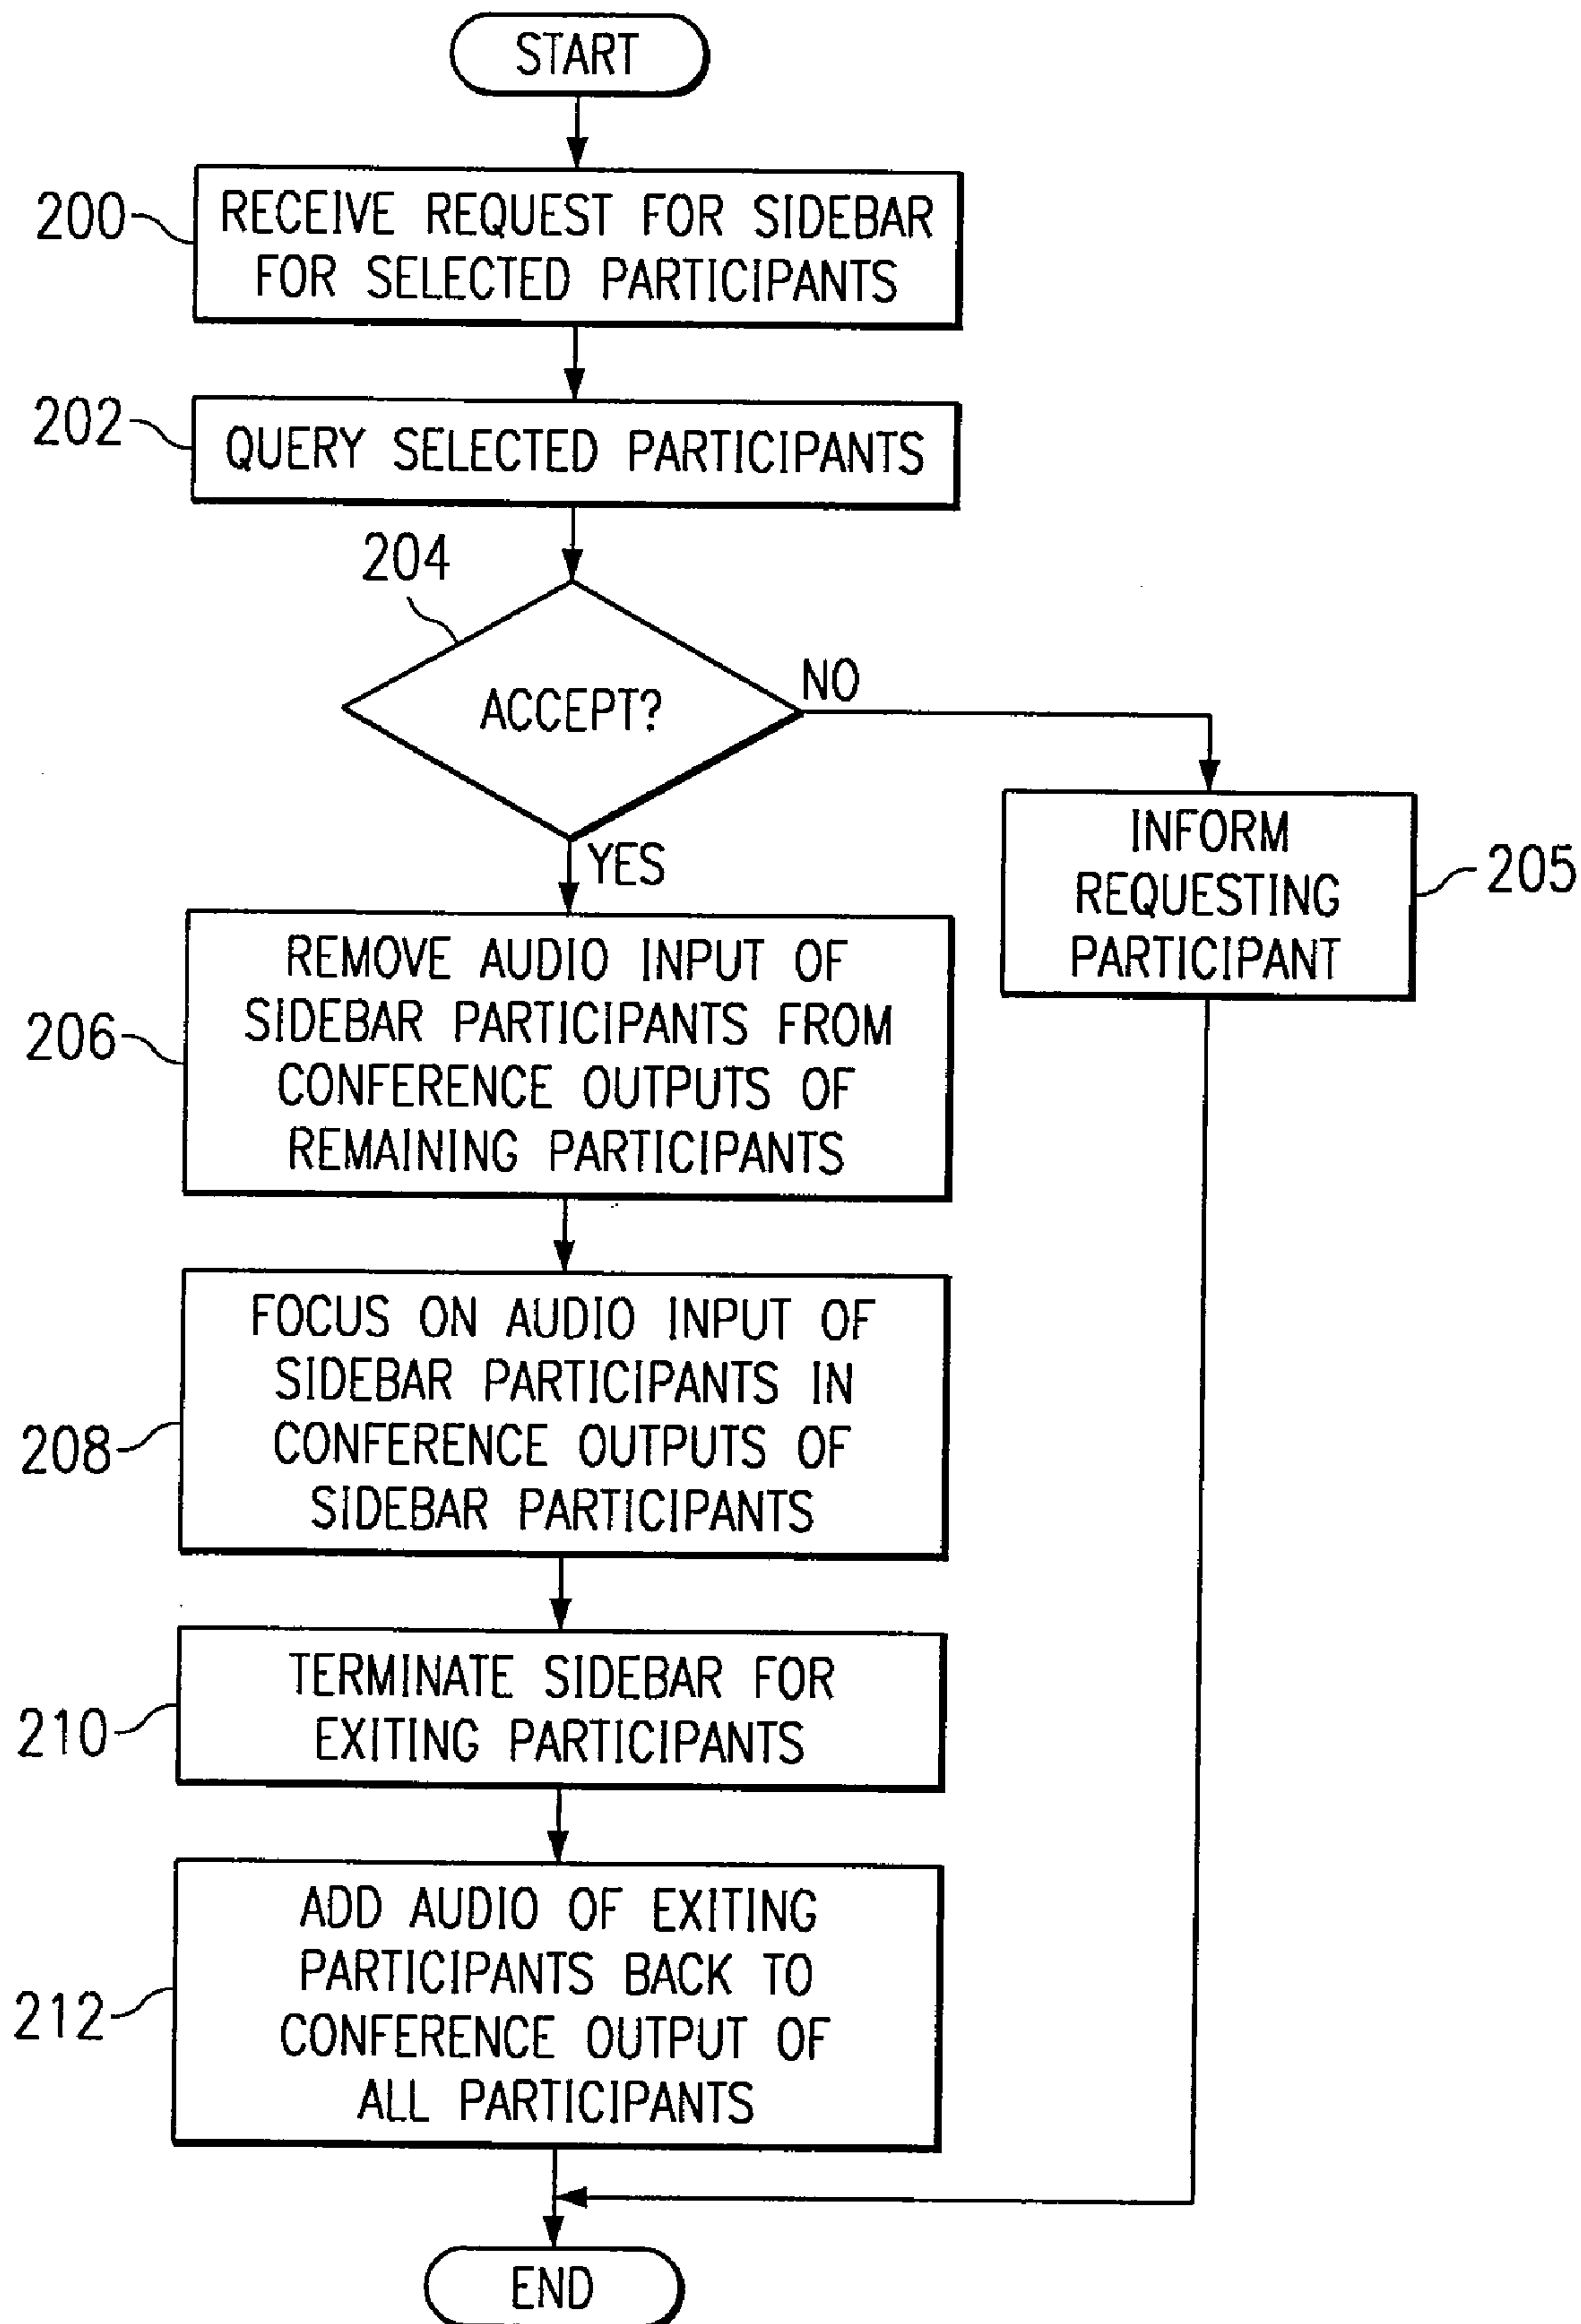 START
200
RECEIVE REQUEST FOR SIDEBAR
FOR SELECTED PARTICIPANTS
202
QUERY SELECTED PARTICIPANTS
204
ACCEPT?
NO
YES
INFORM
REQUESTING
PARTICIPANT
205
206
REMOVE AUDIO INPUT OF
SIDEBAR PARTICIPANTS FROM
CONFERENCE OUTPUTS OF
REMAINING PARTICIPANTS
208
FOCUS ON AUDIO INPUT OF
SIDEBAR PARTICIPANTS IN
CONFERENCE OUTPUTS OF
SIDEBAR PARTICIPANTS
210
TERMINATE SIDEBAR FOR
EXITING PARTICIPANTS
212
ADD AUDIO OF EXITING
PARTICIPANTS BACK TO
CONFERENCE OUTPUT OF
ALL PARTICIPANTS
END